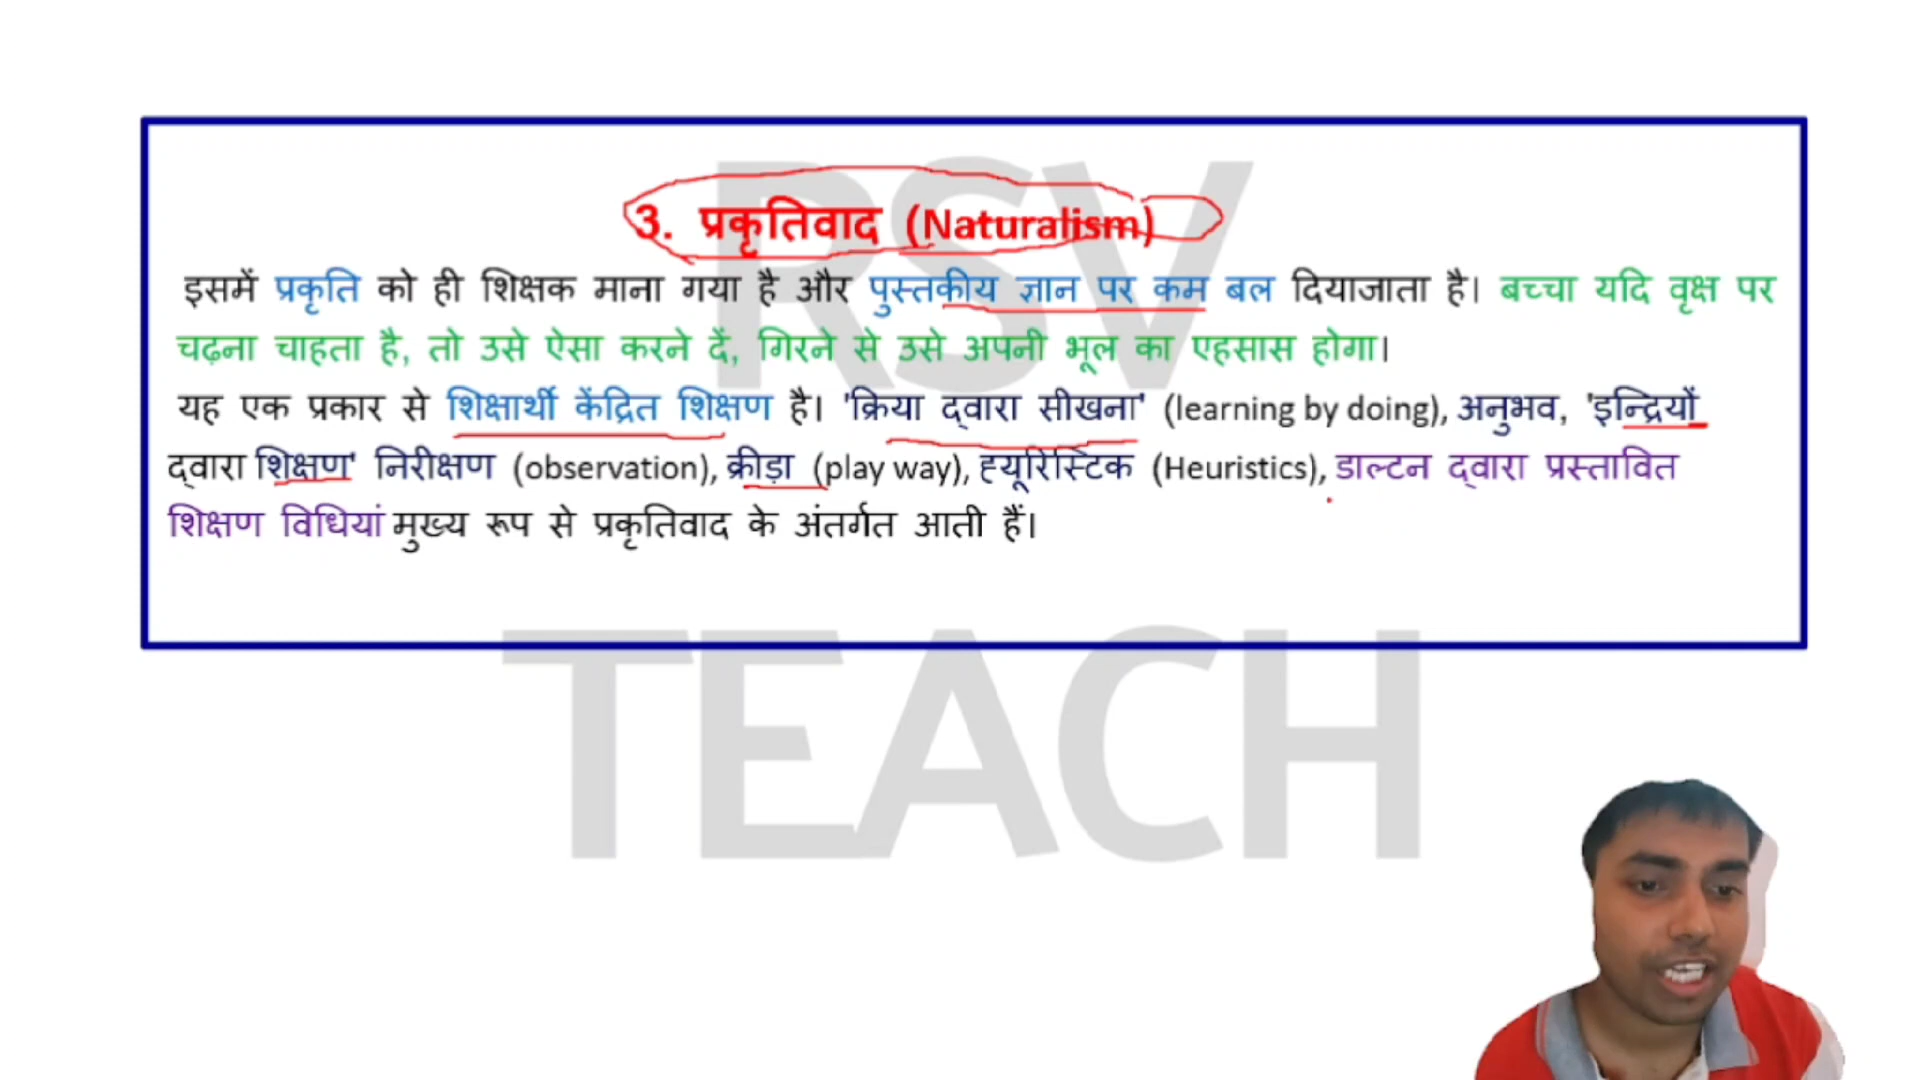 RSV
3. प्रकृतिवाद (Naturalism)
इसमें प्रकृति को ही शिक्षक माना गया है और पुस्तकीय ज्ञान पर कम बल दियाजाता है। बच्चा यदि वृक्ष पर
चढ़ना चाहता है, तो उसे ऐसा करने दें, गिरने से उसे अपनी भूल का एहसास होगा।
यह एक प्रकार से शिक्षार्थी केंद्रित शिक्षण है। 'क्रिया द्वारा सीखना' (learning by doing), अनुभव, 'इन्द्रियों
द्वारा शिक्षण' निरीक्षण (observation), क्रीड़ा (play way), ह्यूरिस्टिक (Heuristics), डाल्टन द्वारा प्रस्तावित
शिक्षण विधियां मुख्य रूप से प्रकृतिवाद के अंतर्गत आती हैं।
TEACH